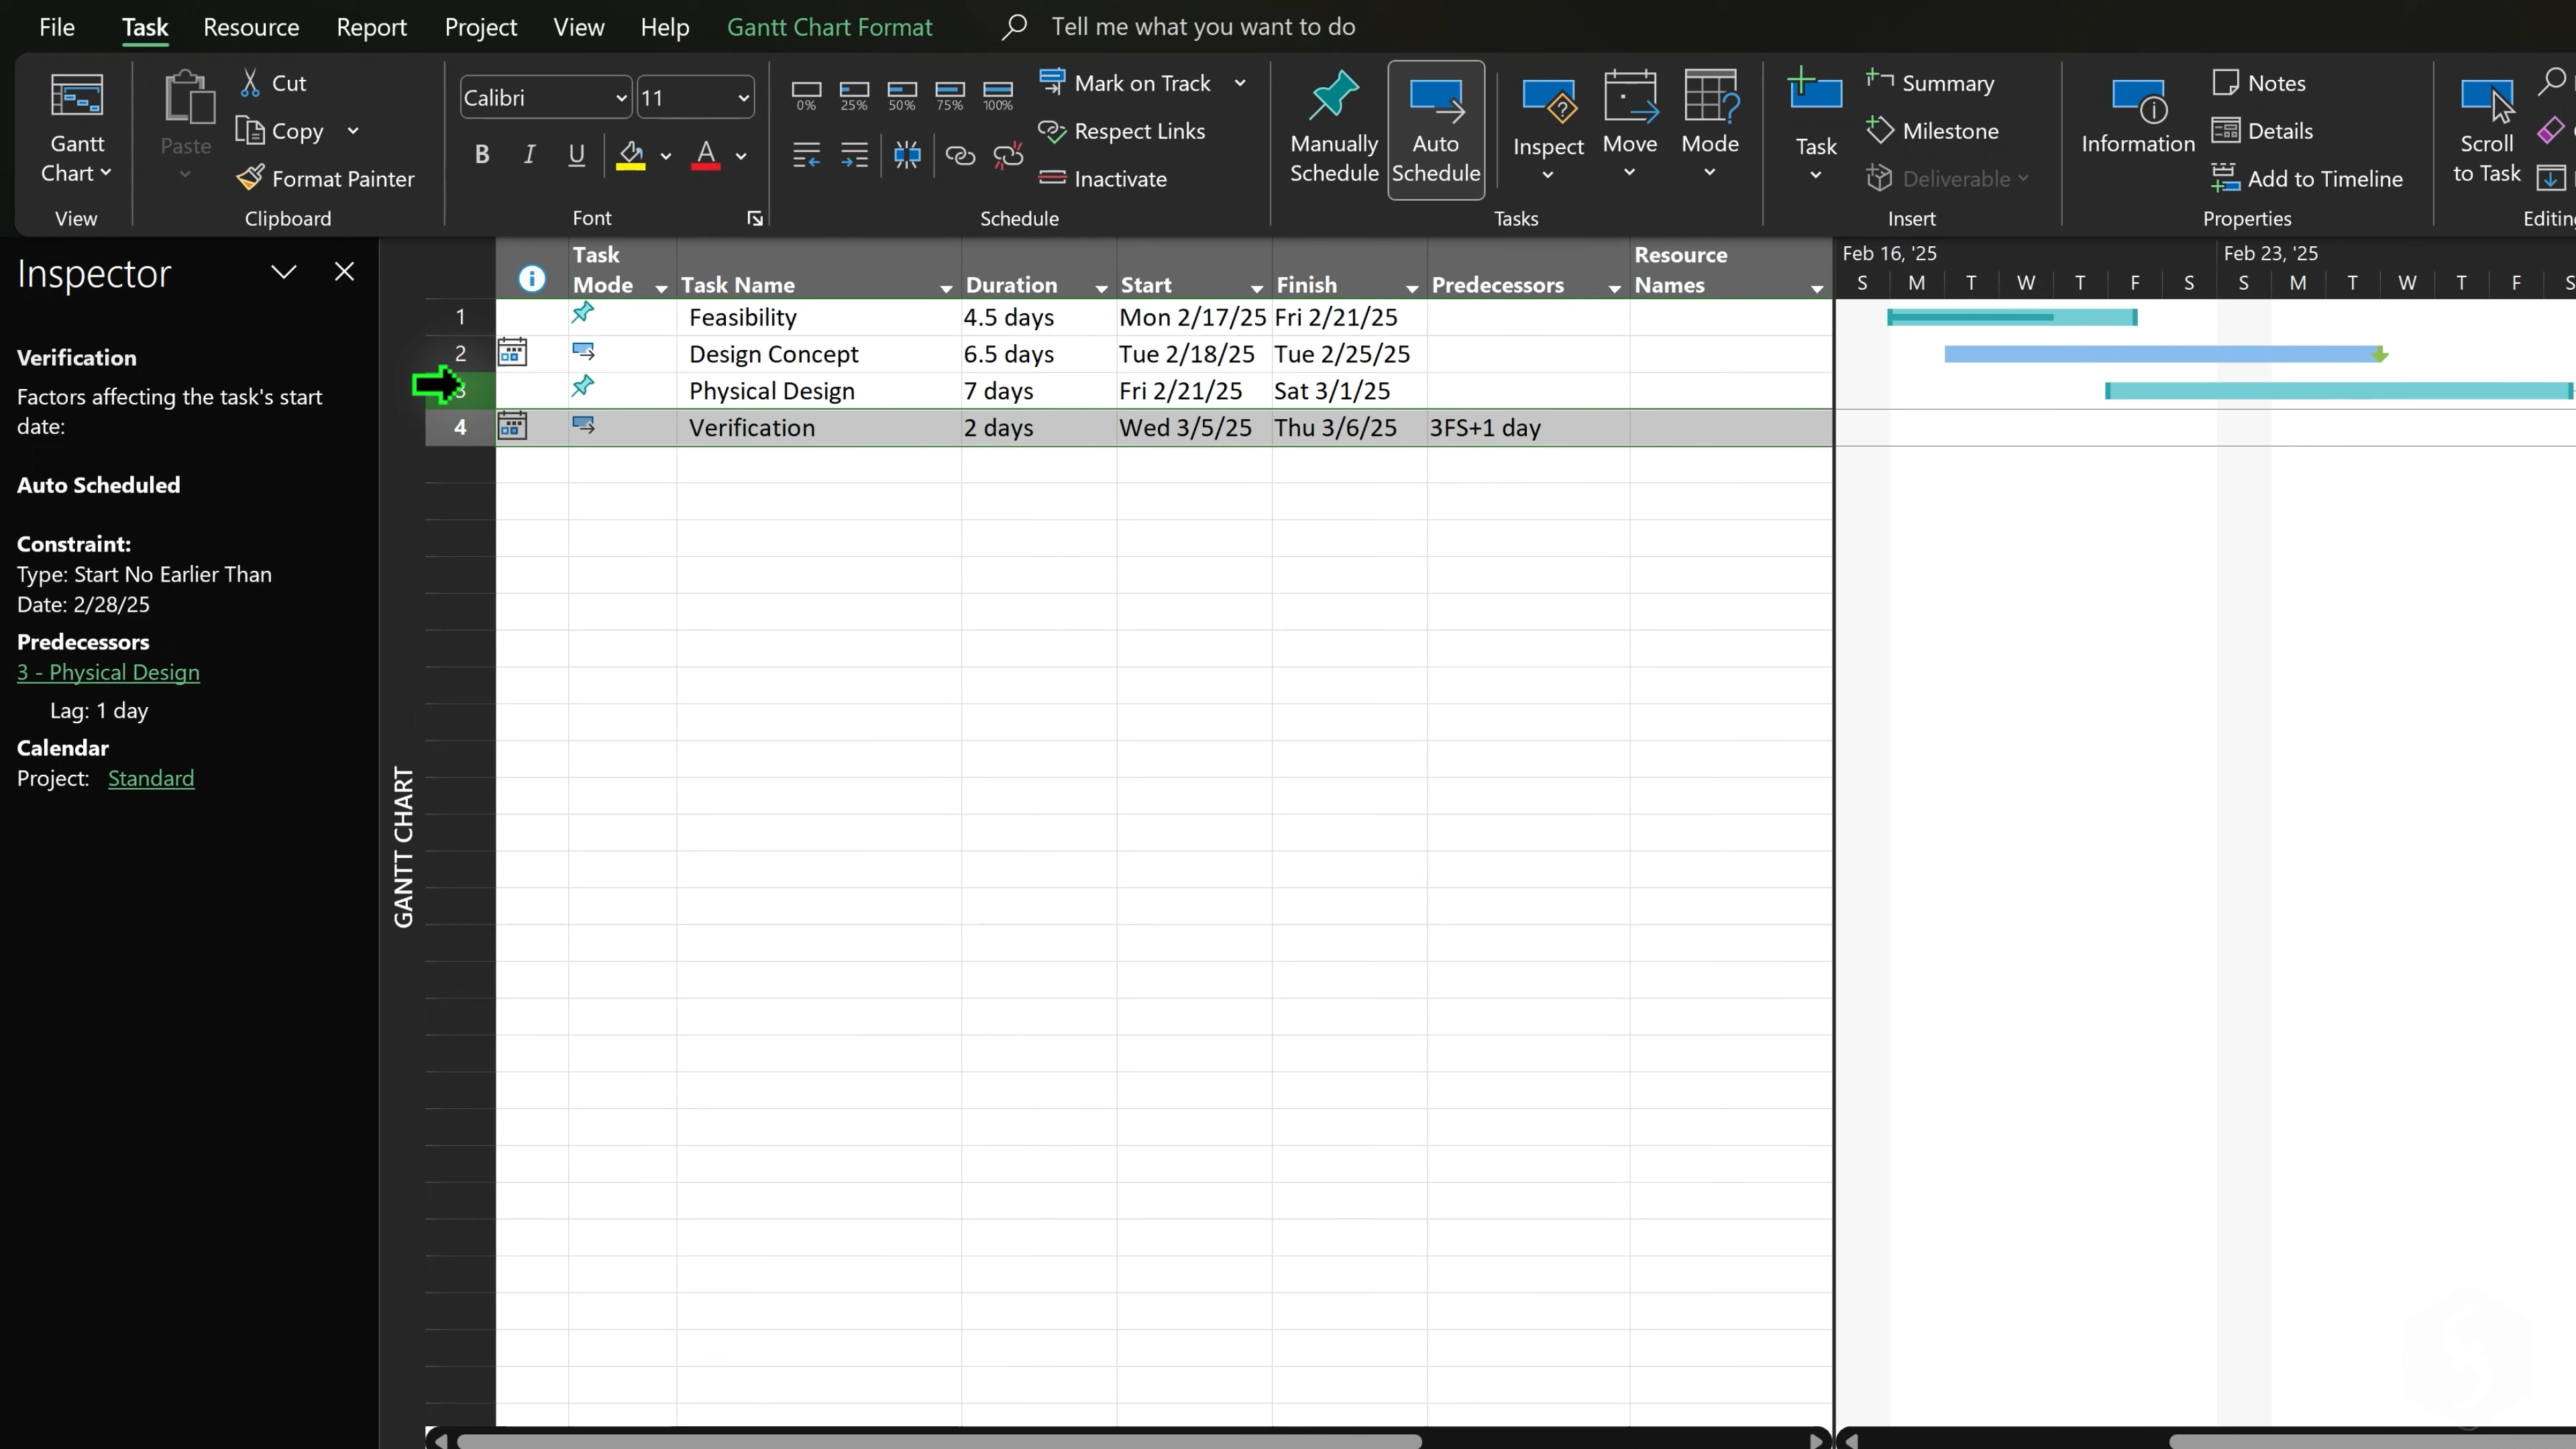 File Task Resource Report Project View Help Gantt Chart Format Tell me what you want to do
Gantt
Chart
View
Paste
Cut
Copy
Format Painter
Clipboard
Calibri 11
B I U A
Font
0% 25% 50% 75% 100%
Mark on Track
Respect Links
Inactivate
Schedule
Manually
Schedule
Auto
Schedule
Inspect
Move
Mode
Tasks
Task
Summary
Milestone
Deliverable
Insert
Information
Notes
Details
Add to Timeline
Properties
Scroll
to Task
Inspector
Verification
Factors affecting the task's start
date:
Auto Scheduled
Constraint:
Type: Start No Earlier Than
Date: 2/28/25
Predecessors
3 - Physical Design
Lag: 1 day
Calendar
Project: Standard
GANTT CHART
Task
Mode Task Name Duration Start Finish Predecessors Resource
Names
1 Feasibility 4.5 days Mon 2/17/25 Fri 2/21/25
2 Design Concept 6.5 days Tue 2/18/25 Tue 2/25/25
3 Physical Design 7 days Fri 2/21/25 Sat 3/1/25
4 Verification 2 days Wed 3/5/25 Thu 3/6/25 3FS+1 day
Feb 16, '25 Feb 23, '25
S M T W T F S S M T W T F S